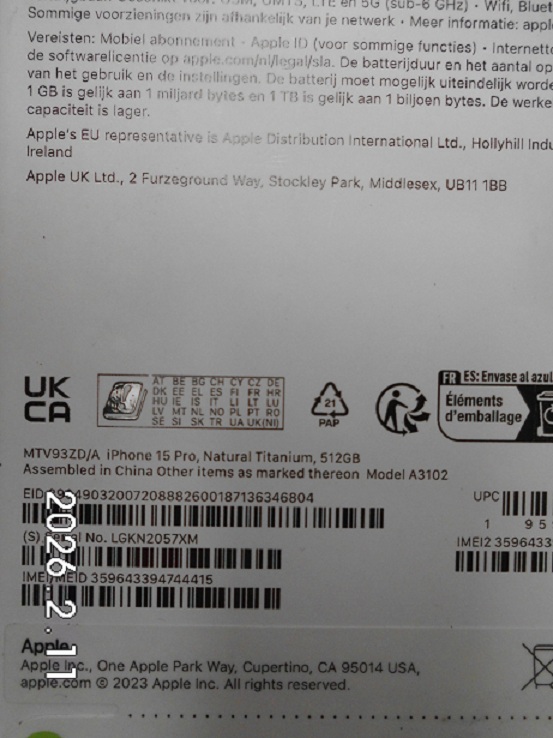 Sommige voorzieningen zijn afhankelijk van je netwerk • Meer informatie:
Vereisten: Mobiel abonnement • Apple ID (voor sommige functies) •
de softwarelicentie op apple.com/nl/legal/sla. De batterijduur en het aantal
van het gebruik en de instellingen. De batterij moet mogelijk uiteindelijk
1 GB is gelijk aan 1 miljard bytes en 1 TB is gelijk aan 1 biljoen bytes. De
capaciteit is lager.
Apple's EU representative is Apple Distribution International Ltd., Hollyhill
Ireland
Apple UK Ltd., 2 Furzeground Way, Stockley Park, Middlesex, UB11 1BB
UK
CA
AT BE BG CH CY CZ DE
DK EE EL ES FI FR HR
HU IE IS IT LI LT LU
LV MT NL NO PL PT RO
SE SI SK TR UA UK(NI)
21
PAP
FR ES: Envase al azul
Éléments
d'emballage
MTV93ZD/A iPhone 15 Pro, Natural Titanium, 512GB
Assembled in China Other items as marked thereon Model A3102
EID
UPC
1 95
(S) No. LGKN2057XM
IMEI2
IMEI/MEID 359643394744415
2026.2.11
Apple
Apple Inc., One Apple Park Way, Cupertino, CA 95014 USA,
apple.com © 2023 Apple Inc. All rights reserved.